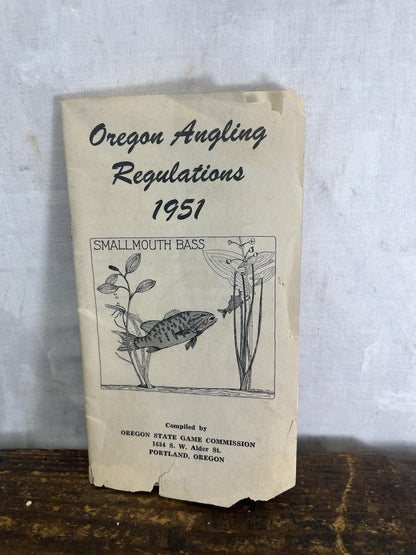 Oregon Angling
Regulations
1951
SMALLMOUTH BASS
Compiled by
OREGON STATE GAME COMMISSION
1634 S. W. Alder St.
PORTLAND, OREGON